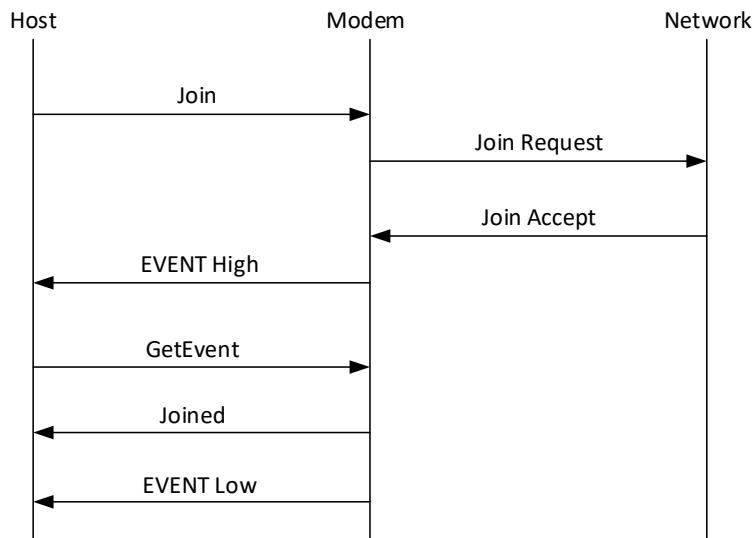 Host
Modem
Network
Join
Join Request
Join Accept
EVENT High
GetEvent
Joined
EVENT Low